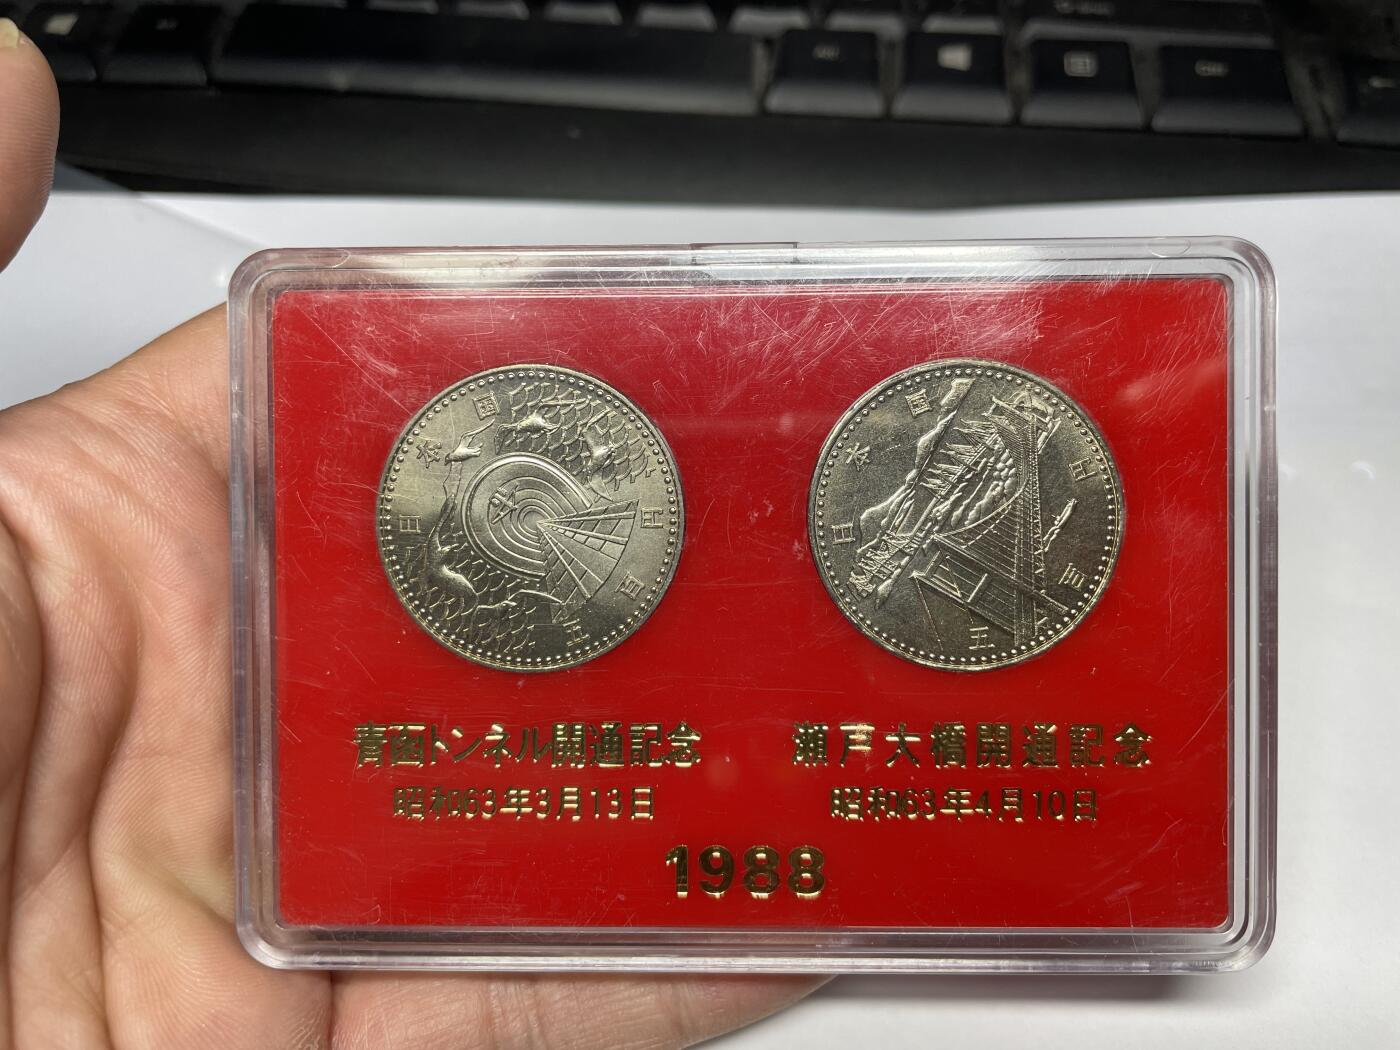 日本国
五百円
日本国
五百円
青函トンネル開通記念
瀬戸大橋開通記念
昭和63年3月13日
昭和63年4月10日
1988